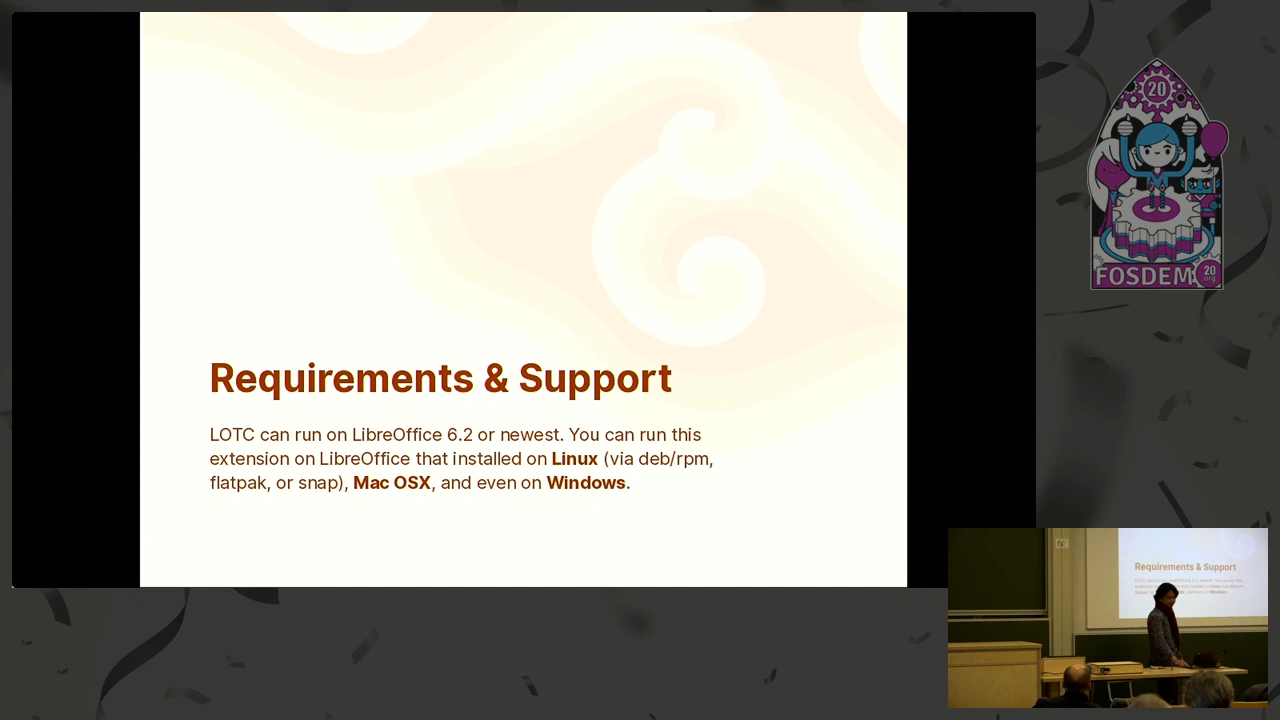 Requirements & Support
LOTC can run on LibreOffice 6.2 or newest. You can run this
extension on LibreOffice that installed on Linux (via deb/rpm,
flatpak, or snap), Mac OSX, and even on Windows.
20
FOSDEM
20
.org
Requirements & Support